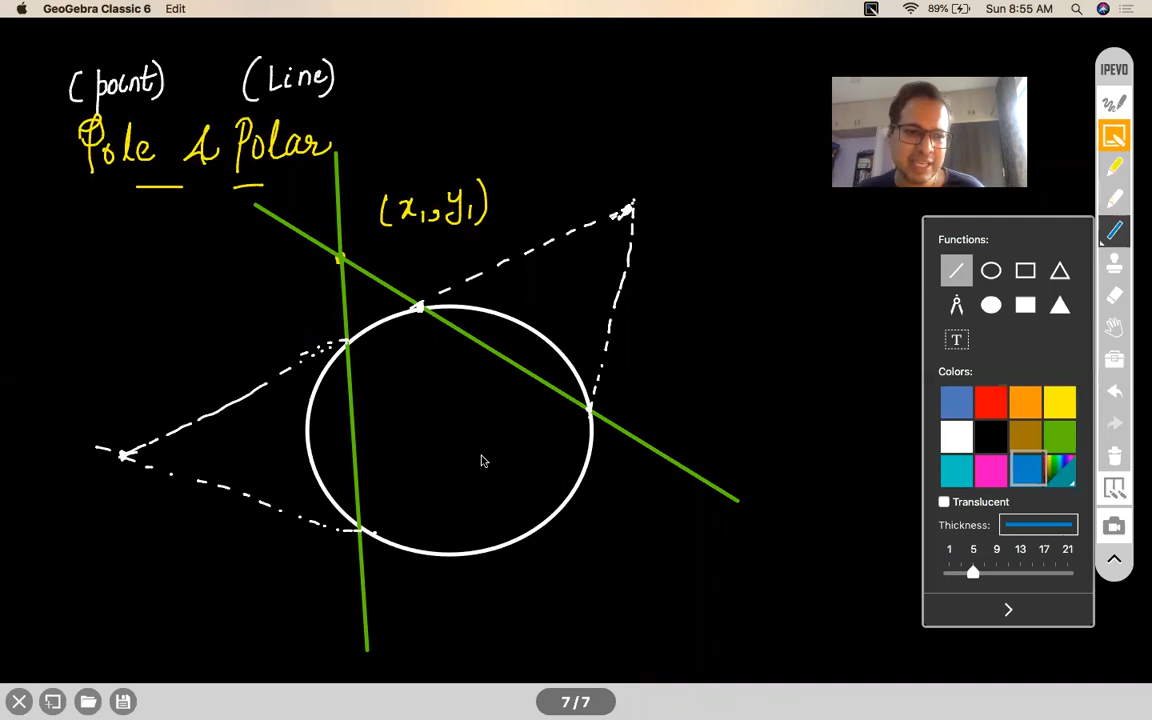 GeoGebra Classic 6 Edit 89% Sun 8:55 AM
(point) (Line)
Pole & Polar
(x₁, y₁)
IPEVO
Functions:
T
Colors:
Translucent
Thickness:
1 5 9 13 17 21
7/7